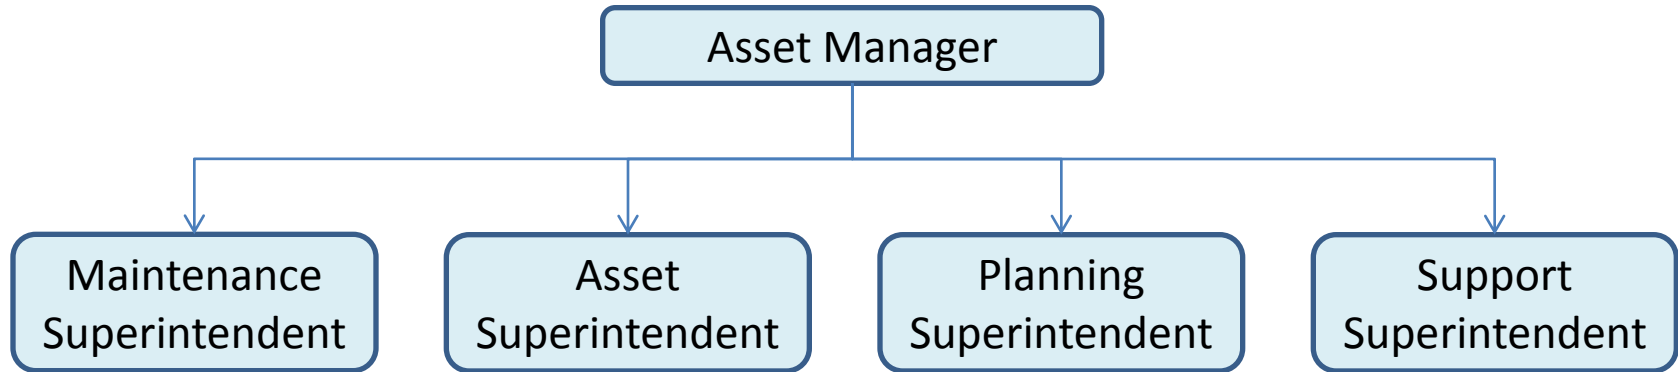 Asset Manager
Maintenance
Superintendent
Asset
Superintendent
Planning
Superintendent
Support
Superintendent